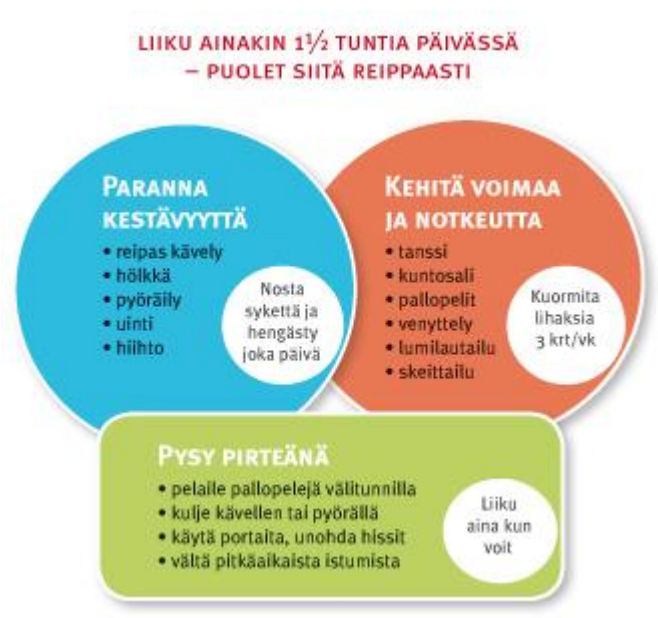 LIIKU AINAKIN 1½ TUNTIA PÄIVÄSSÄ
– PUOLET SIITÄ REIPPAASTI
PARANNA
KESTÄVYYTTÄ
• reipas kävely
• hölkkä
• pyöräily
• uinti
• hiihto
Nosta
sykettä ja
hengästy
joka päivä
KEHITÄ VOIMAA
JA NOTKEUTTA
• tanssi
• kuntosali
• pallopelit
• venyttely
• lumilautailu
• skeittailu
Kuormita
lihaksia
3 krt/vk
PYSY PIRTEÄNÄ
• pelaile pallopelejä välitunnilla
• kulje kävellen tai pyörällä
• käytä portaita, unohda hissit
• vältä pitkäaikaista istumista
Liiku
aina kun
voit